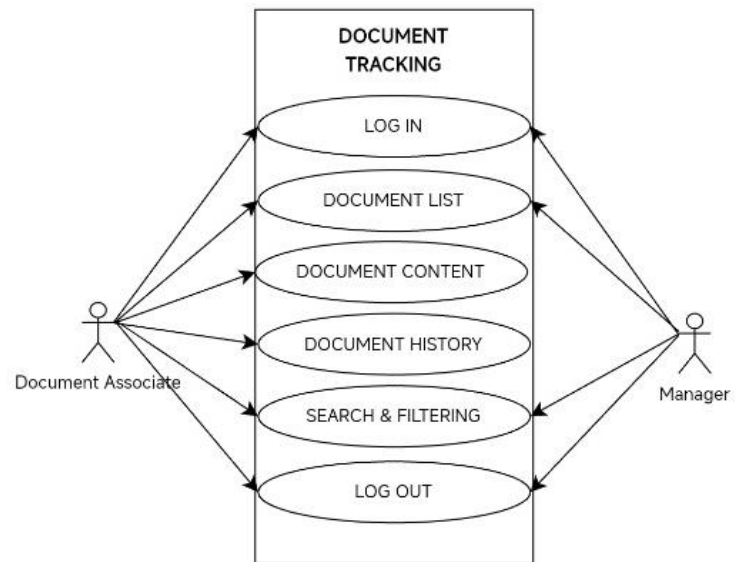 DOCUMENT
TRACKING
LOG IN
DOCUMENT LIST
DOCUMENT CONTENT
DOCUMENT HISTORY
SEARCH & FILTERING
LOG OUT
Document Associate
Manager